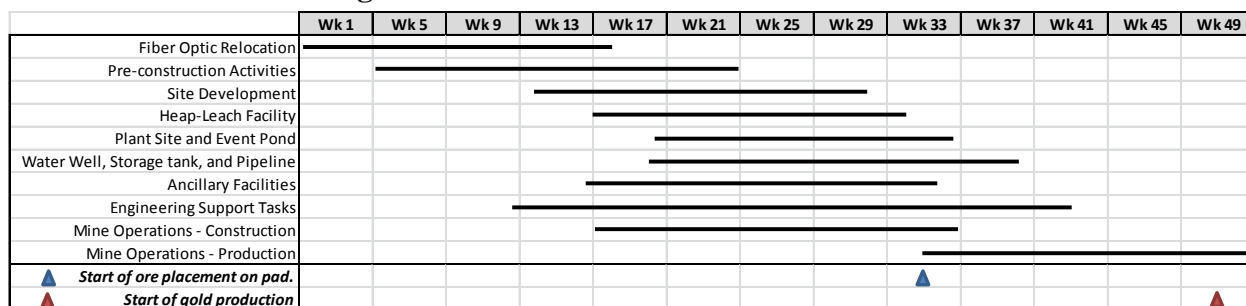 Wk 1 Wk 5 Wk 9 Wk 13 Wk 17 Wk 21 Wk 25 Wk 29 Wk 33 Wk 37 Wk 41 Wk 45 Wk 49
Fiber Optic Relocation
Pre-construction Activities
Site Development
Heap-Leach Facility
Plant Site and Event Pond
Water Well, Storage tank, and Pipeline
Ancillary Facilities
Engineering Support Tasks
Mine Operations - Construction
Mine Operations - Production
Start of ore placement on pad.
Start of gold production